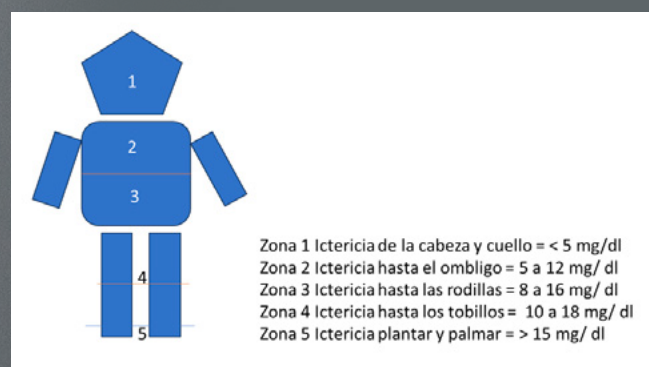 1
2
3
4
5
Zona 1 Ictericia de la cabeza y cuello = < 5 mg/dl
Zona 2 Ictericia hasta el ombligo = 5 a 12 mg/ dl
Zona 3 Ictericia hasta las rodillas = 8 a 16 mg/ dl
Zona 4 Ictericia hasta los tobillos = 10 a 18 mg/ dl
Zona 5 Ictericia plantar y palmar = > 15 mg/ dl